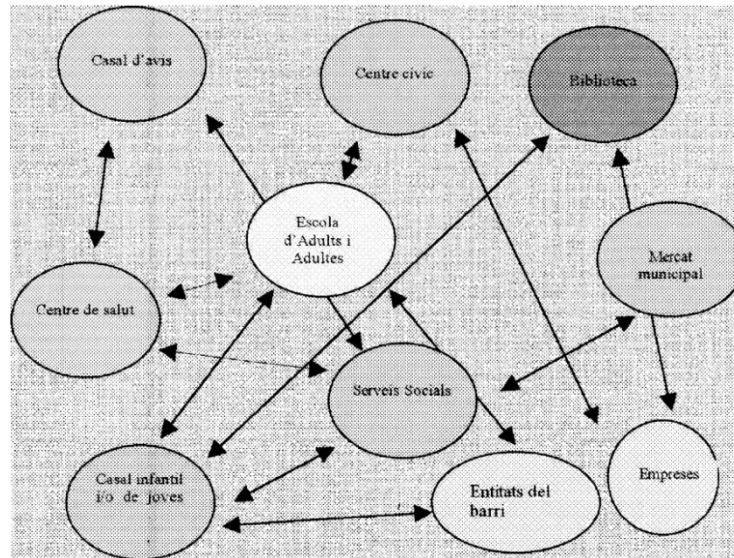 Casal d'avis
Centre cívic
Biblioteca
Escola
d'Adults i
Adultes
Mercat
municipal
Centre de salut
Serveis Socials
Casal infantil
i/o de joves
Entitats del
barri
Empreses